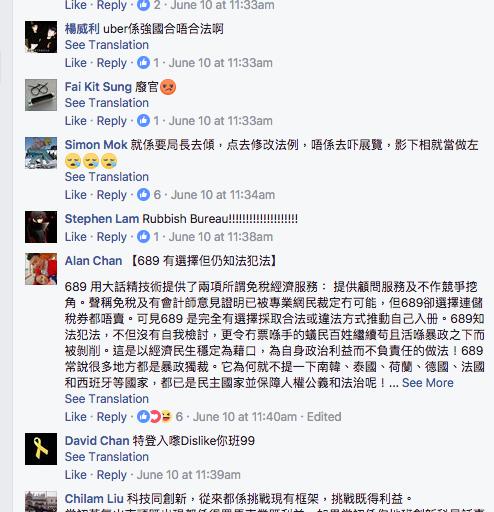 Like · Reply · 2 · June 10 at 11:33am
楊威利 uber係強國合唔合法啊
See Translation
Like · Reply · 1 · June 10 at 11:33am
Fai Kit Sung 廢官😡
See Translation
Like · Reply · 1 · June 10 at 11:33am
Simon Mok 就係要局長去傾，点去修改法例，唔係去吓展覽，影下相就當做左
😪😪😪
See Translation
Like · Reply · 6 · June 10 at 11:34am
Stephen Lam Rubbish Bureau!!!!!!!!!!!!!!!!!!!!
Like · Reply · 1 · June 10 at 11:38am
Alan Chan 【689 有選擇但仍知法犯法】
689 用大話精技術提供了兩項所謂免稅經濟服務： 提供顧問服務及不作競爭挖
角。聲稱免稅及有會計師意見證明已被專業網民裁定冇可能，但689卻選擇連儲
稅券都唔賣。可見689 是完全有選擇採取合法或違法方式推動自己入册。689知
法犯法，不但沒有自我檢討，更令冇票喺手的蟻民百姓繼續苟且活喺暴政之下而
被剝削。這是以經濟民生穩定為藉口，為自身政治利益而不負責任的做法！689
常說很多地方都是暴政獨裁。它為何就不提一下南韓、泰國、荷蘭、德國、法國
和西班牙等國家，都已是民主國家並保障人權公義和法治呢！... See More
See Translation
Like · Reply · 6 · June 10 at 11:40am · Edited
David Chan 特登入嚟Dislike你班99
See Translation
Like · Reply · June 10 at 11:39am
Chilam Liu 科技同創新，從來都係挑戰現有框架，挑戰既得利益。